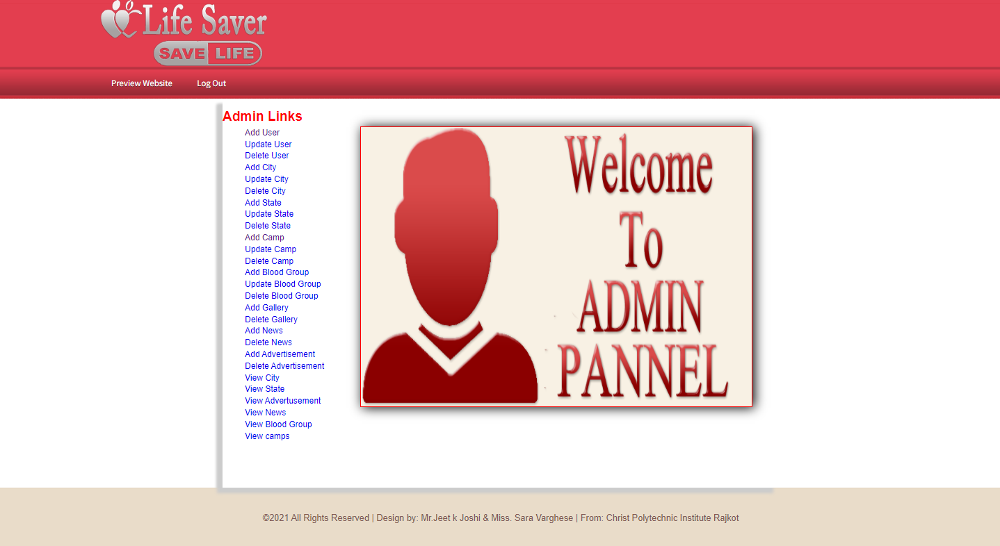 Life Saver
SAVE LIFE
Preview Website Log Out
Admin Links
Add User
Update User
Delete User
Add City
Update City
Delete City
Add State
Update State
Delete State
Add Camp
Update Camp
Delete Camp
Add Blood Group
Update Blood Group
Delete Blood Group
Add Gallery
Delete Gallery
Add News
Delete News
Add Advertisement
Delete Advertisement
View City
View State
View Advertusement
View News
View Blood Group
View camps
Welcome
To
ADMIN
PANNEL
©2021 All Rights Reserved | Design by: Mr.Jeet k Joshi & Miss. Sara Varghese | From: Christ Polytechnic Institute Rajkot